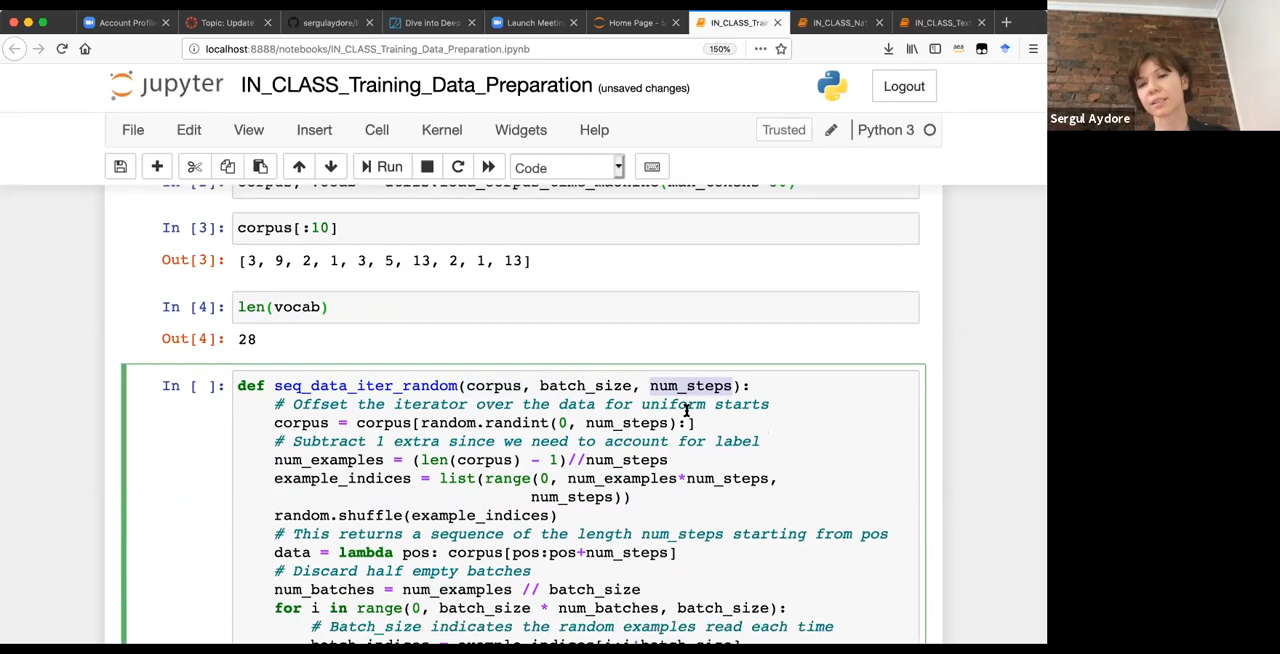 Account Profile
Topic: Update
sergulaydore/
Dive into Deep
Launch Meeting
Home Page - S
IN_CLASS_Trai
IN_CLASS_Na
IN_CLASS_Tex
localhost:8888/notebooks/IN_CLASS_Training_Data_Preparation.ipynb
150%
Sergul Aydore
jupyter IN_CLASS_Training_Data_Preparation (unsaved changes)
Logout
File Edit View Insert Cell Kernel Widgets Help
Trusted
Python 3
Run
Code
In [3]: corpus[:10]
Out[3]: [3, 9, 2, 1, 3, 5, 13, 2, 1, 13]
In [4]: len(vocab)
Out[4]: 28
In [ ]: def seq_data_iter_random(corpus, batch_size, num_steps):
# Offset the iterator over the data for uniform starts
corpus = corpus[random.randint(0, num_steps):]
# Subtract 1 extra since we need to account for label
num_examples = (len(corpus) - 1)//num_steps
example_indices = list(range(0, num_examples*num_steps,
num_steps))
random.shuffle(example_indices)
# This returns a sequence of the length num_steps starting from pos
data = lambda pos: corpus[pos:pos+num_steps]
# Discard half empty batches
num_batches = num_examples // batch_size
for i in range(0, batch_size * num_batches, batch_size):
# Batch_size indicates the random examples read each time